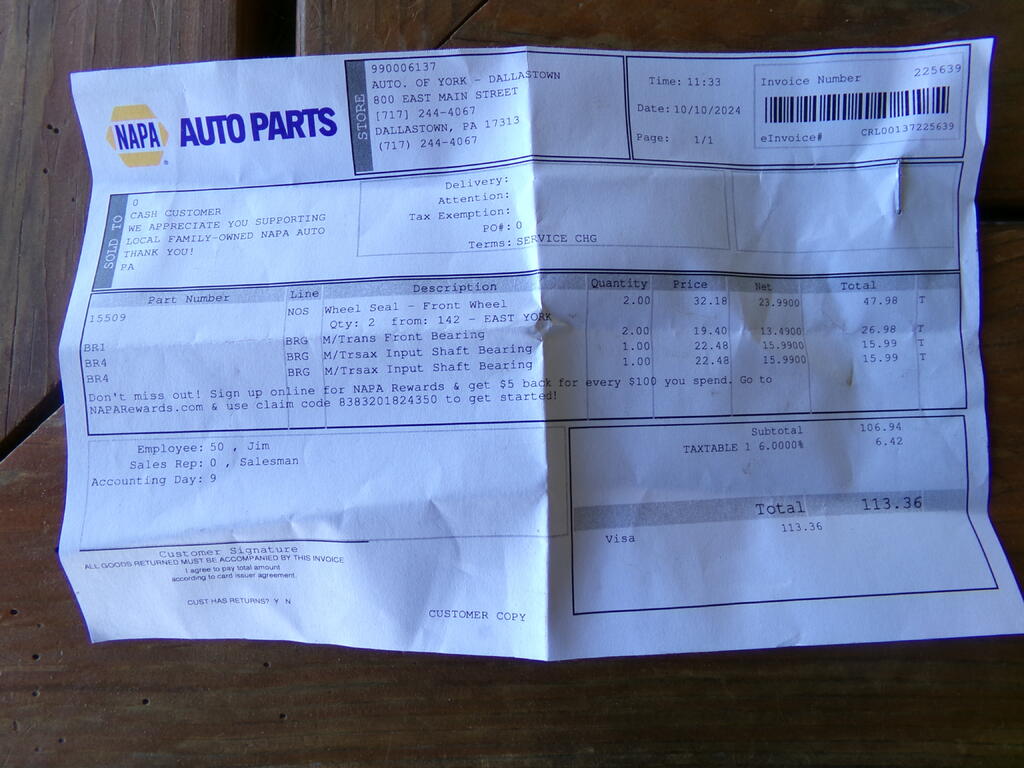 NAPA AUTO PARTS
STORE
990006137
AUTO. OF YORK - DALLASTOWN
800 EAST MAIN STREET
(717) 244-4067
DALLASTOWN, PA 17313
(717) 244-4067
Time: 11:33
Date: 10/10/2024
Page: 1/1
Invoice Number 225639
eInvoice# CRL00137225639
SOLD TO
0
CASH CUSTOMER
WE APPRECIATE YOU SUPPORTING
LOCAL FAMILY-OWNED NAPA AUTO
THANK YOU!
PA
Delivery:
Attention:
Tax Exemption:
PO#: 0
Terms: SERVICE CHG
Part Number Line Description Quantity Price Net Total
15509 NOS Wheel Seal - Front Wheel 2.00 32.18 23.9900 47.98 T
Qty: 2 from: 142 - EAST YORK
BR1 BRG M/Trans Front Bearing 2.00 19.40 13.4900 26.98 T
BR4 BRG M/Trsax Input Shaft Bearing 1.00 22.48 15.9900 15.99 T
BR4 BRG M/Trsax Input Shaft Bearing 1.00 22.48 15.9900 15.99 T
Don't miss out! Sign up online for NAPA Rewards & get $5 back for every $100 you spend. Go to
NAPARewards.com & use claim code 8383201824350 to get started!
Employee: 50 , Jim
Sales Rep: 0 , Salesman
Accounting Day: 9
Subtotal 106.94
TAXTABLE 1 6.0000% 6.42
Total 113.36
Visa 113.36
Customer Signature
ALL GOODS RETURNED MUST BE ACCOMPANIED BY THIS INVOICE
I agree to pay total amount
according to card issuer agreement.
CUST HAS RETURNS? Y N
CUSTOMER COPY